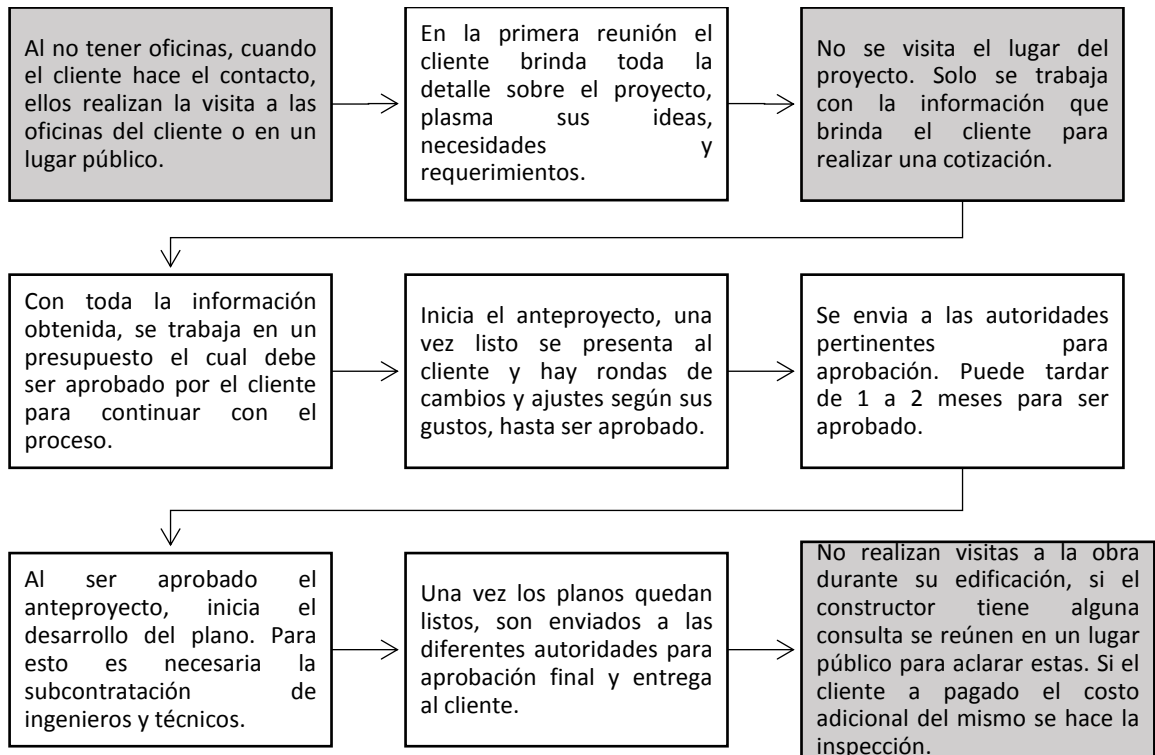 Al no tener oficinas, cuando
el cliente hace el contacto,
ellos realizan la visita a las
oficinas del cliente o en un
lugar público.
En la primera reunión el
cliente brinda toda la
detalle sobre el proyecto,
plasma sus ideas,
necesidades y
requerimientos.
No se visita el lugar del
proyecto. Solo se trabaja
con la información que
brinda el cliente para
realizar una cotización.
Con toda la información
obtenida, se trabaja en un
presupuesto el cual debe
ser aprobado por el cliente
para continuar con el
proceso.
Inicia el anteproyecto, una
vez listo se presenta al
cliente y hay rondas de
cambios y ajustes según sus
gustos, hasta ser aprobado.
Se envia a las autoridades
pertinentes para
aprobación. Puede tardar
de 1 a 2 meses para ser
aprobado.
Al ser aprobado el
anteproyecto, inicia el
desarrollo del plano. Para
esto es necesaria la
subcontratación de
ingenieros y técnicos.
Una vez los planos quedan
listos, son enviados a las
diferentes autoridades para
aprobación final y entrega
al cliente.
No realizan visitas a la obra
durante su edificación, si el
constructor tiene alguna
consulta se reúnen en un lugar
público para aclarar estas. Si el
cliente a pagado el costo
adicional del mismo se hace la
inspección.